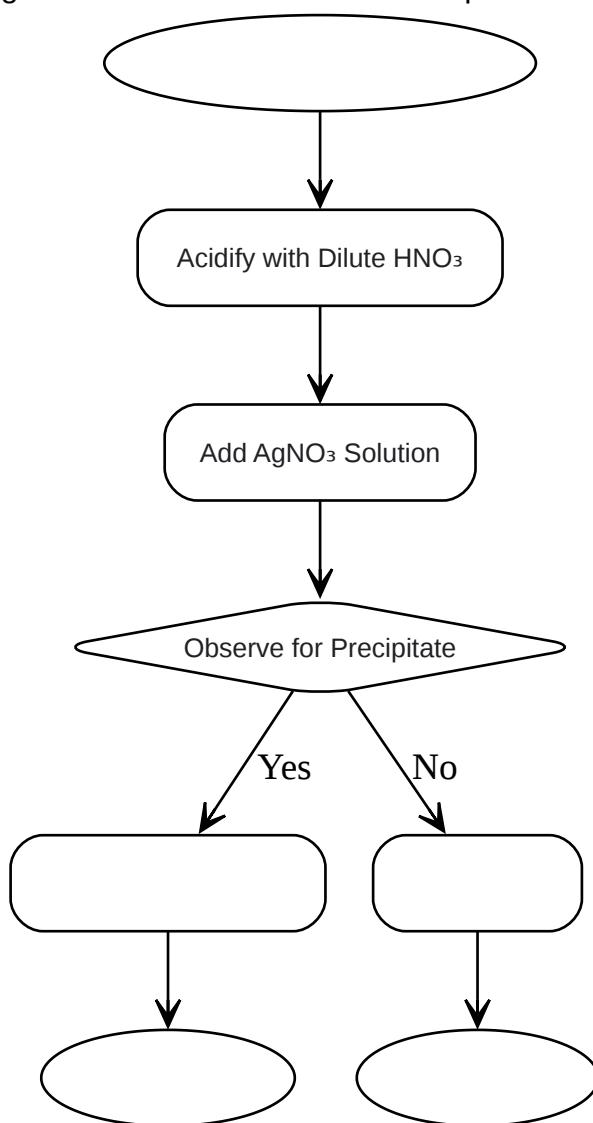 Acidify with Dilute HNO₃
Add AgNO₃ Solution
Observe for Precipitate
Yes
No